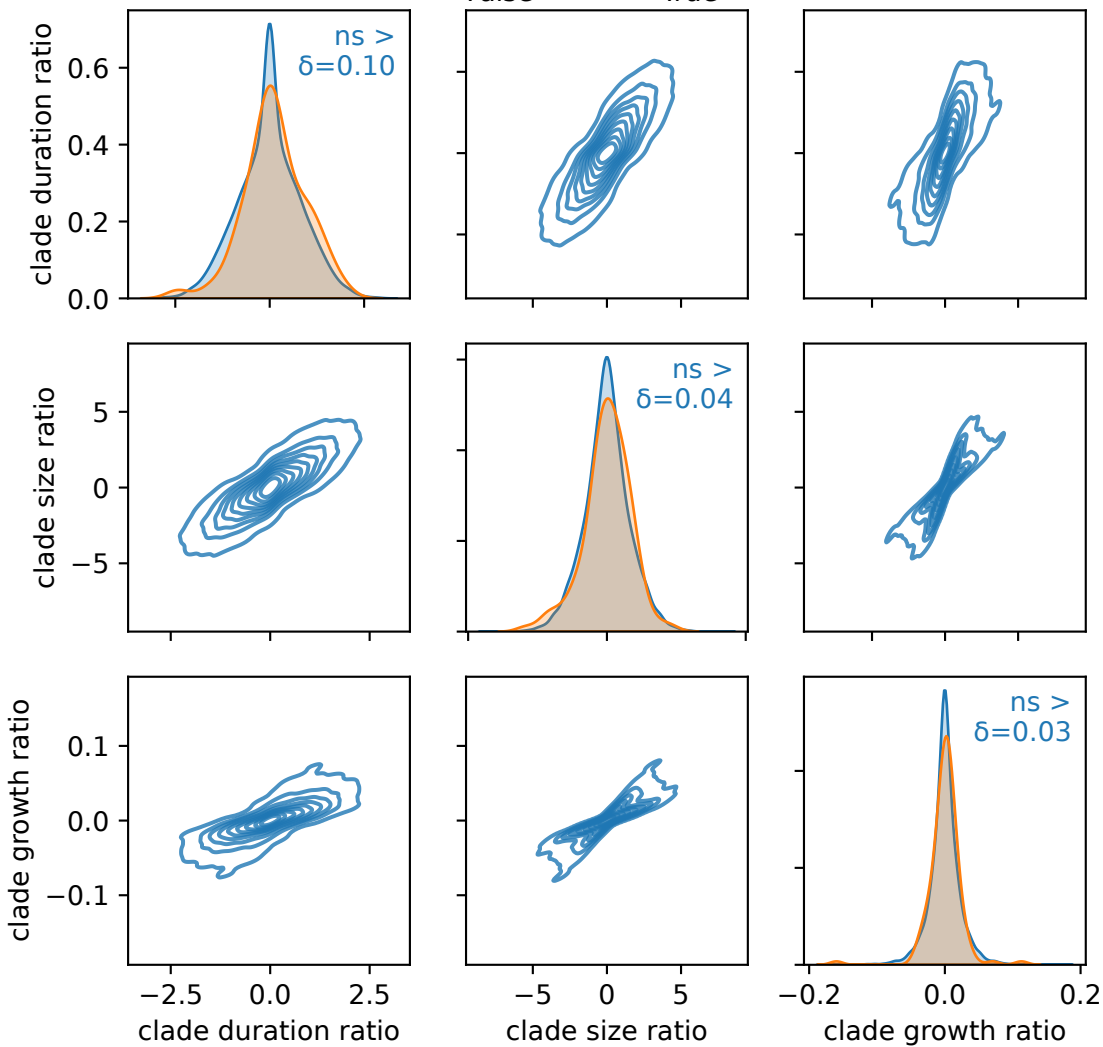 clade duration ratio
0.6
0.4
0.2
0.0
ns >
δ=0.10
clade size ratio
5
0
−5
ns >
δ=0.04
clade growth ratio
0.1
0.0
−0.1
ns >
δ=0.03
−2.5 0.0 2.5
−5 0 5
−0.2 0.0 0.2
clade duration ratio
clade size ratio
clade growth ratio